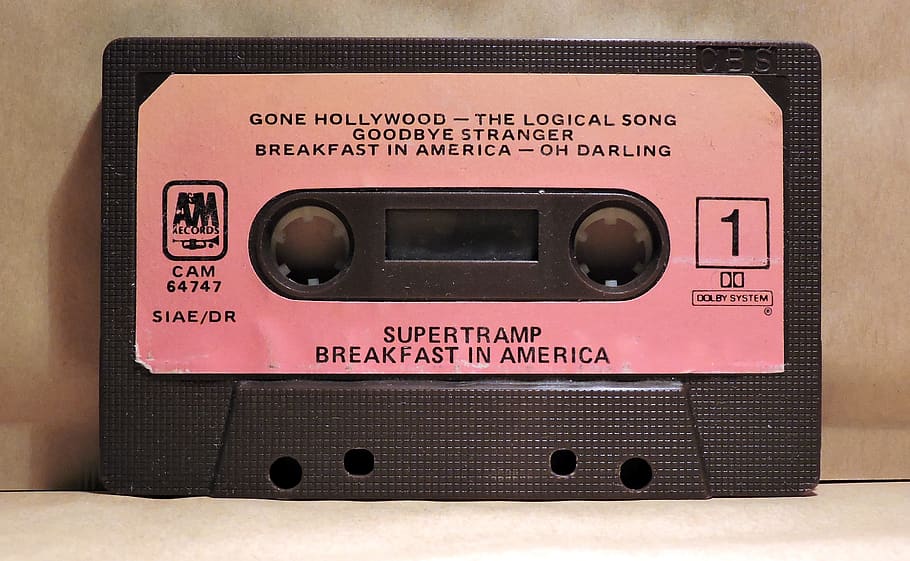 CBS
GONE HOLLYWOOD — THE LOGICAL SONG
GOODBYE STRANGER
BREAKFAST IN AMERICA — OH DARLING
A&M
RECORDS
CAM
64747
SIAE/DR
1
DOLBY SYSTEM
®
SUPERTRAMP
BREAKFAST IN AMERICA